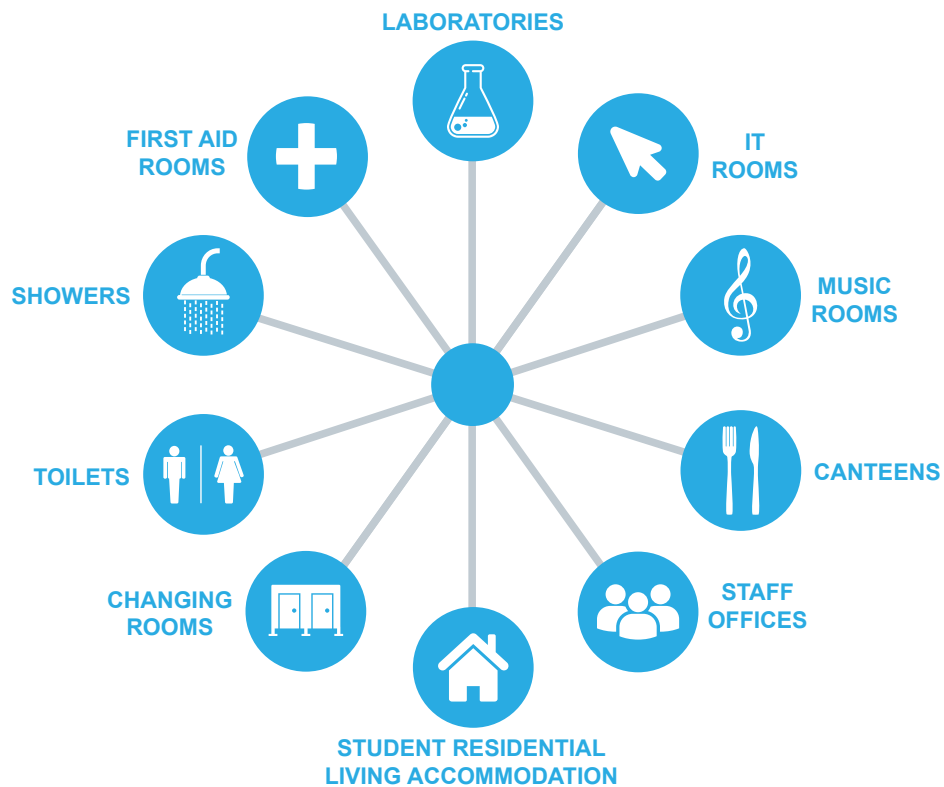 LABORATORIES
IT
ROOMS
MUSIC
ROOMS
CANTEENS
STAFF
OFFICES
STUDENT RESIDENTIAL
LIVING ACCOMMODATION
CHANGING
ROOMS
TOILETS
SHOWERS
FIRST AID
ROOMS